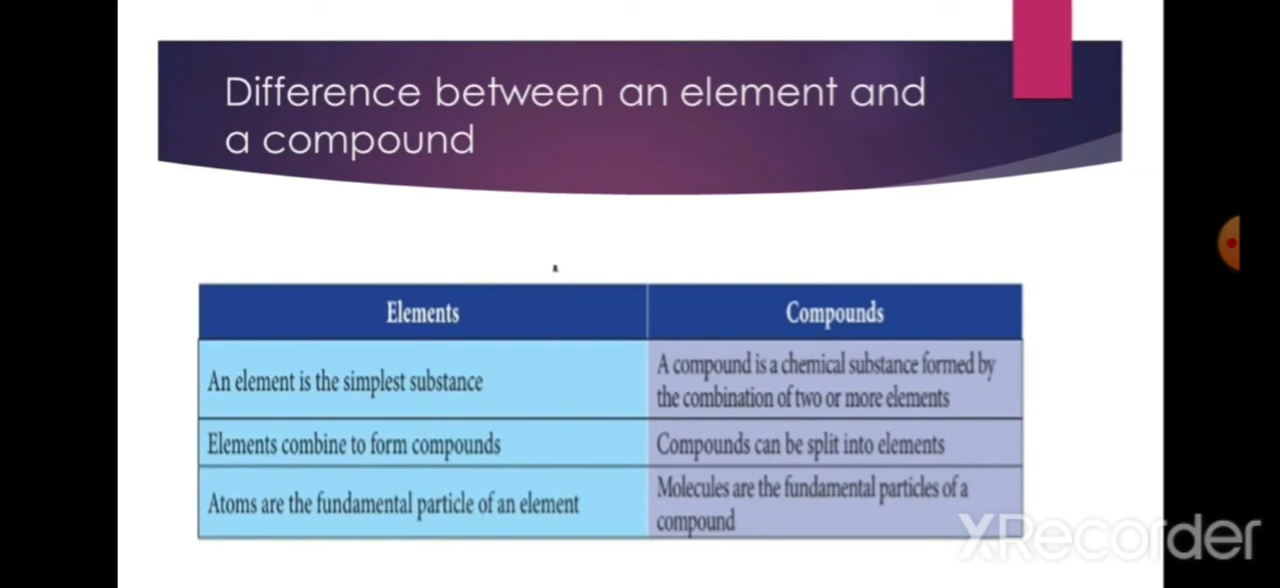 Difference between an element and
a compound
Elements
Compounds
An element is the simplest substance
A compound is a chemical substance formed by
the combination of two or more elements
Elements combine to form compounds
Compounds can be split into elements
Atoms are the fundamental particle of an element
Molecules are the fundamental particles of a
compound
XRecorder